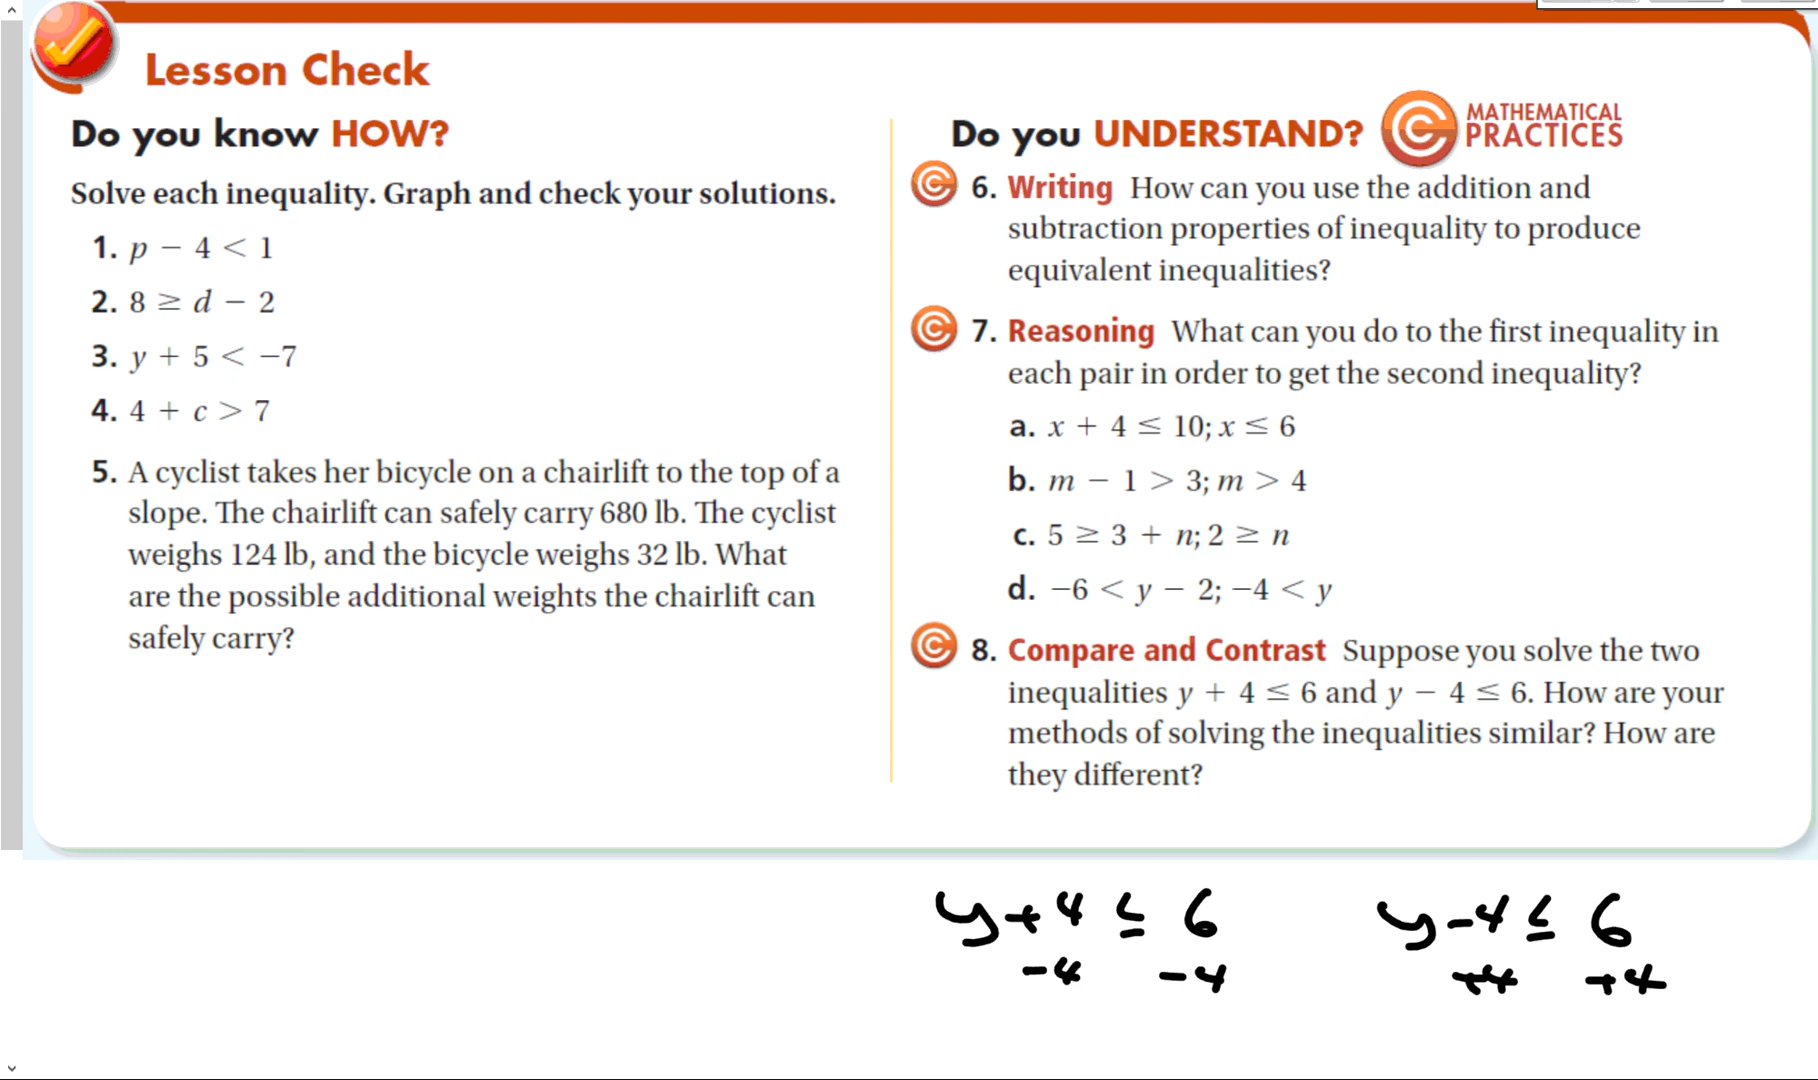 Lesson Check
Do you know HOW?
Solve each inequality. Graph and check your solutions.
1. p − 4 < 1
2. 8 ≥ d − 2
3. y + 5 < −7
4. 4 + c > 7
5. A cyclist takes her bicycle on a chairlift to the top of a
slope. The chairlift can safely carry 680 lb. The cyclist
weighs 124 lb, and the bicycle weighs 32 lb. What
are the possible additional weights the chairlift can
safely carry?
Do you UNDERSTAND?
MATHEMATICAL
PRACTICES
6. Writing How can you use the addition and
subtraction properties of inequality to produce
equivalent inequalities?
7. Reasoning What can you do to the first inequality in
each pair in order to get the second inequality?
a. x + 4 ≤ 10; x ≤ 6
b. m − 1 > 3; m > 4
c. 5 ≥ 3 + n; 2 ≥ n
d. −6 < y − 2; −4 < y
8. Compare and Contrast Suppose you solve the two
inequalities y + 4 ≤ 6 and y − 4 ≤ 6. How are your
methods of solving the inequalities similar? How are
they different?
y+4 ≤ 6
-4 -4
y-4 ≤ 6
+4 +4